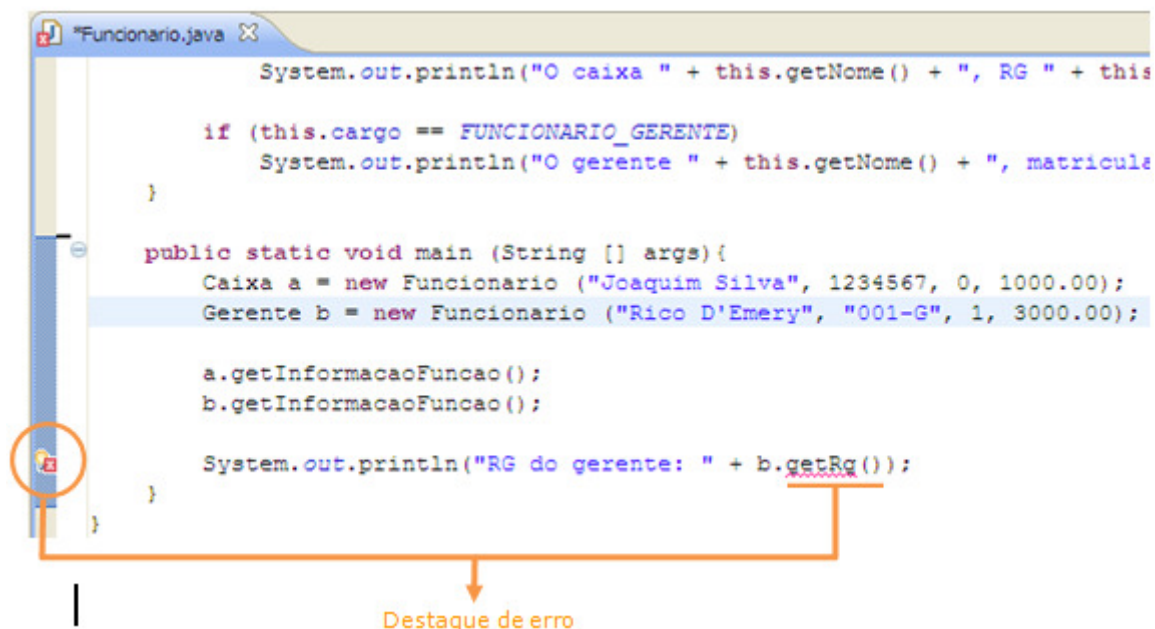 *Funcionario.java
System.out.println("O caixa " + this.getNome() + ", RG " + this
if (this.cargo == FUNCIONARIO_GERENTE)
System.out.println("O gerente " + this.getNome() + ", matricula
}
public static void main (String [] args){
Caixa a = new Funcionario ("Joaquim Silva", 1234567, 0, 1000.00);
Gerente b = new Funcionario ("Rico D'Emery", "001-G", 1, 3000.00);
a.getInformacaoFuncao();
b.getInformacaoFuncao();
System.out.println("RG do gerente: " + b.getRg());
}
}
Destaque de erro